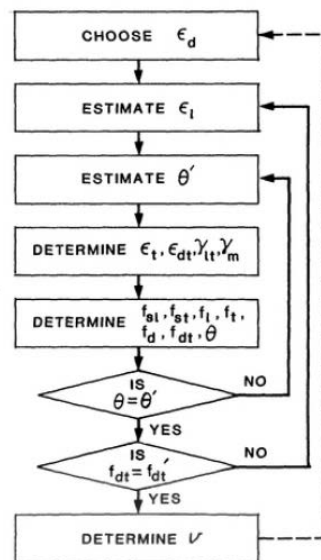 CHOOSE ϵd
ESTIMATE ϵl
ESTIMATE θ′
DETERMINE ϵt, ϵdt, γlt, γm
DETERMINE fsl, fst, fl, ft,
fd, fdt, θ
IS
θ=θ′
NO
YES
IS
fdt=fdt′
NO
YES
DETERMINE ν